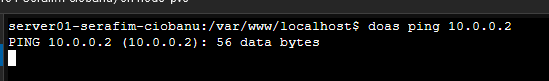 server01-serafim-ciobanu:/var/www/localhost$ doas ping 10.0.0.2
PING 10.0.0.2 (10.0.0.2): 56 data bytes